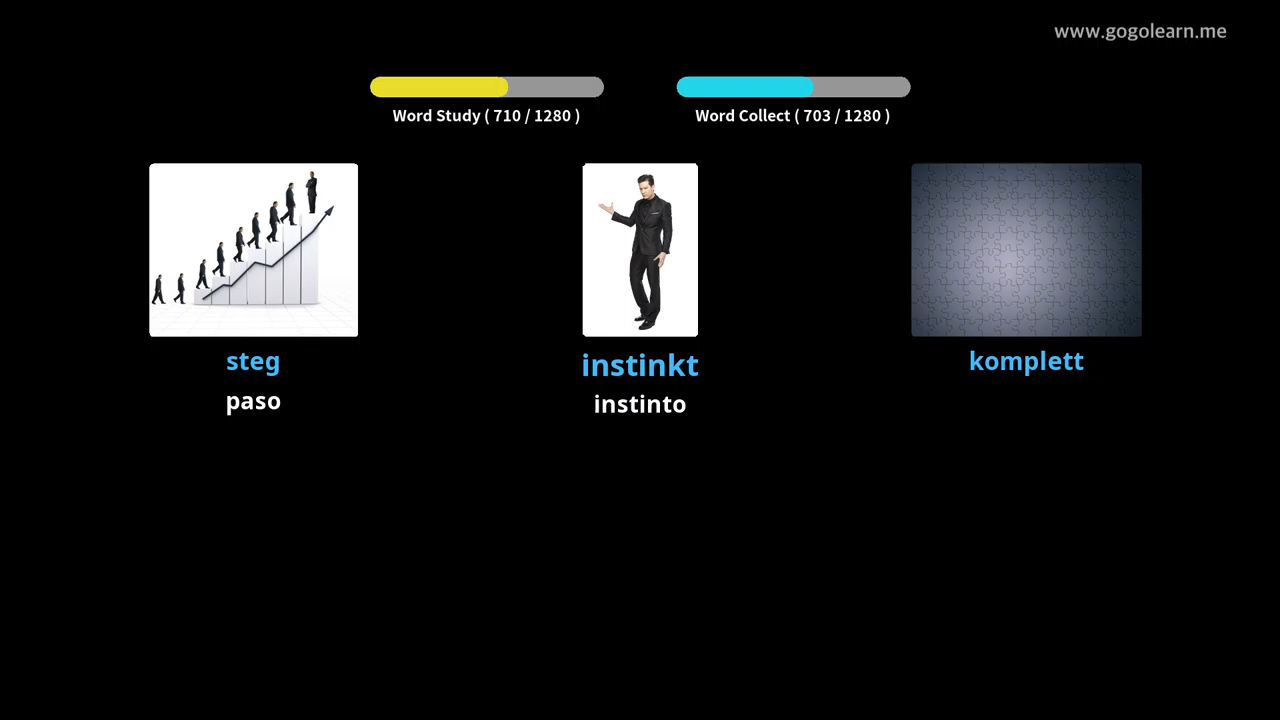 www.gogolearn.me
Word Study ( 710 / 1280 )
Word Collect ( 703 / 1280 )
steg
paso
instinkt
instinto
komplett